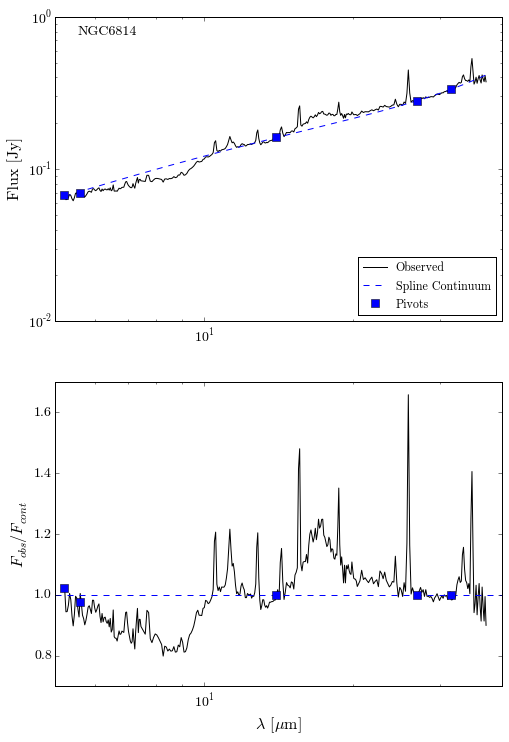 10^0
NGC6814
10^-1
Flux [Jy]
Observed
Spline Continuum
Pivots
10^-2
10^1
1.6
1.4
1.2
1.0
0.8
F_obs/F_cont
10^1
λ [μm]